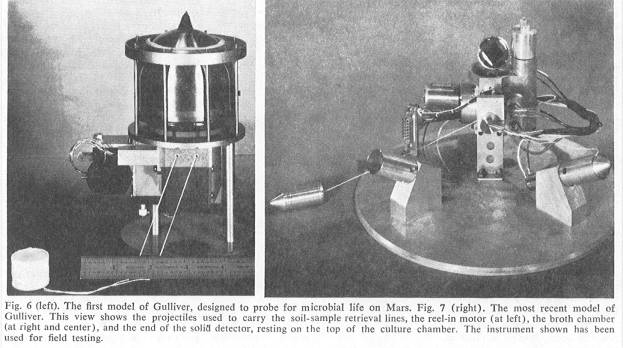 Fig. 6 (left). The first model of Gulliver, designed to probe for microbial life on Mars. Fig. 7 (right). The most recent model of
Gulliver. This view shows the projectiles used to carry the soil-sample retrieval lines, the reel-in motor (at left), the broth chamber
(at right and center), and the end of the solid detector, resting on the top of the culture chamber. The instrument shown has been
used for field testing.